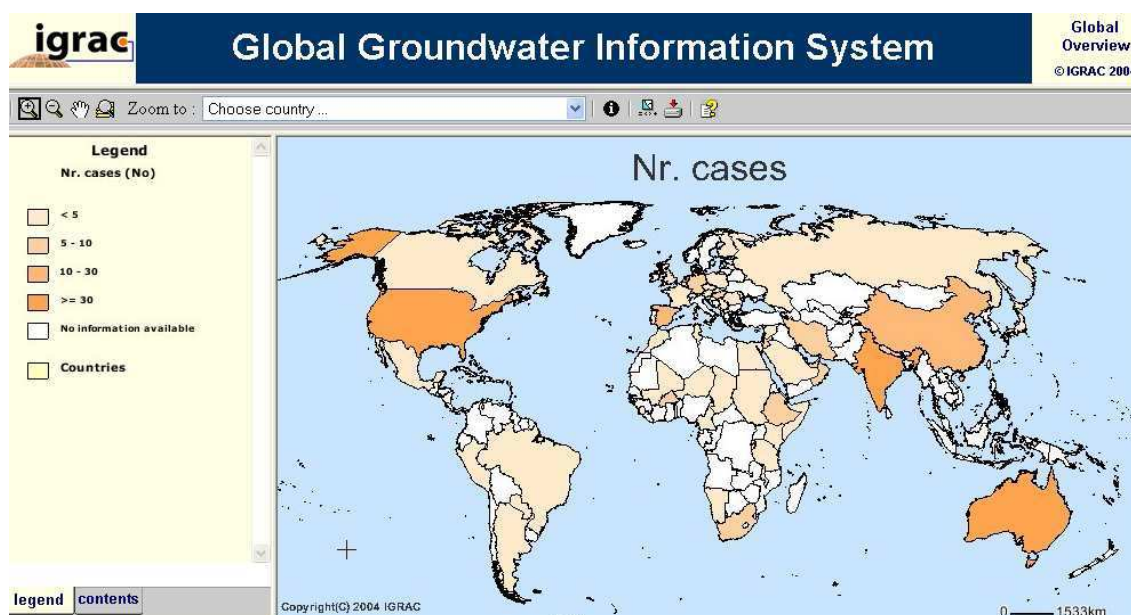 igrac
Global Groundwater Information System
Global
Overview
© IGRAC 2004
Zoom to : Choose country ...
Legend
Nr. cases (No)
< 5
5 - 10
10 - 30
>= 30
No information available
Countries
Nr. cases
legend contents
Copyright(C) 2004 IGRAC
0 1533km